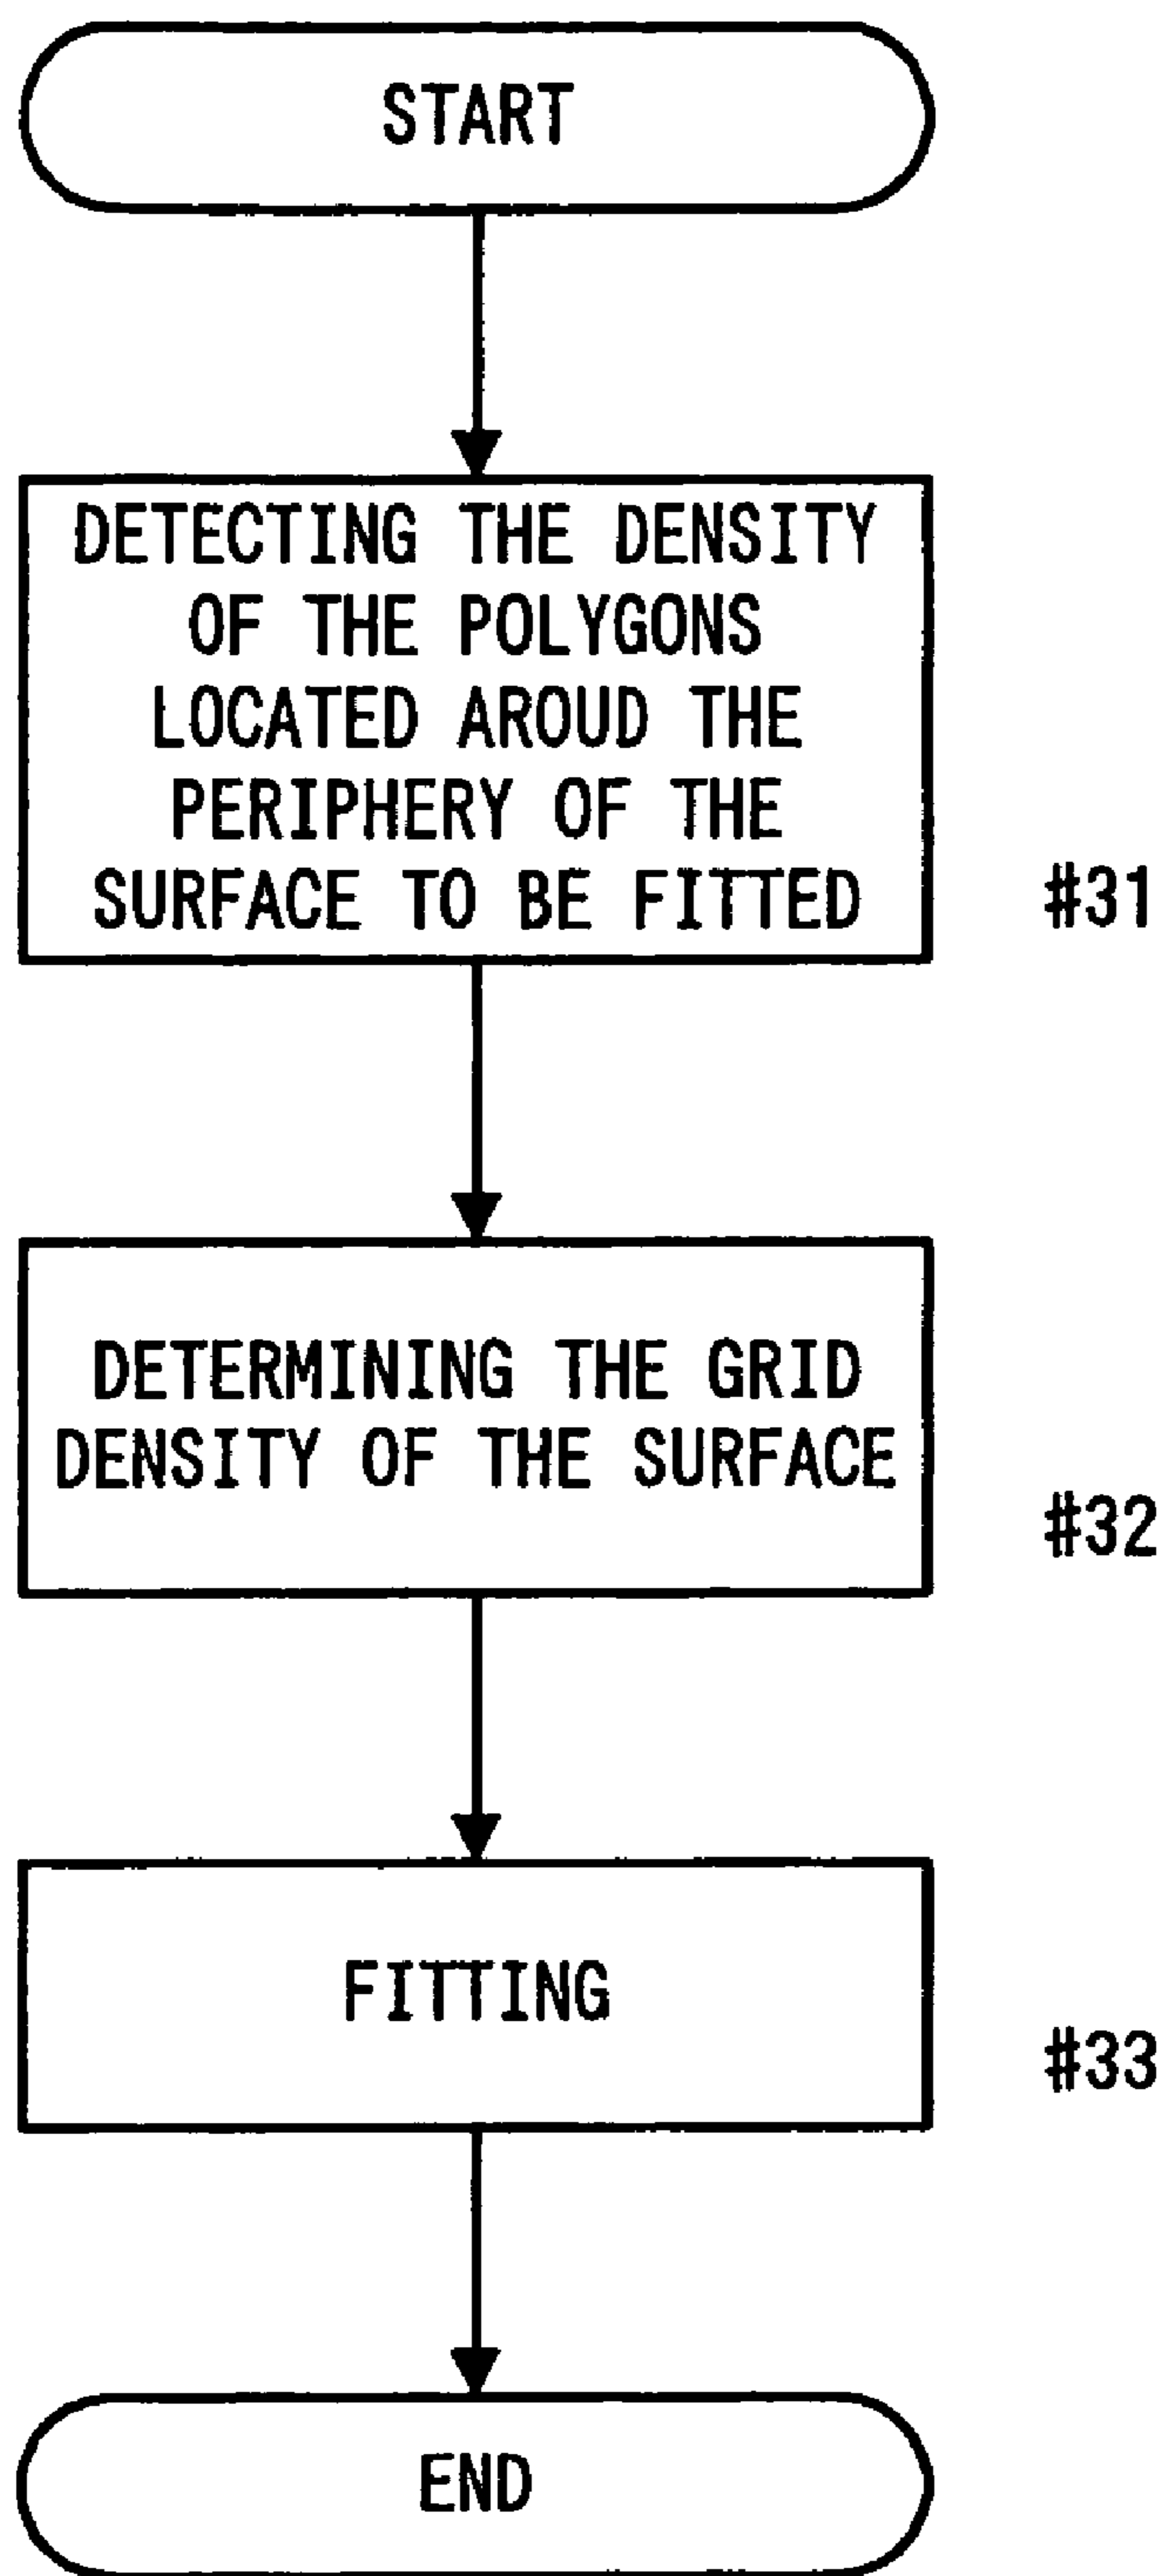 START
DETECTING THE DENSITY
OF THE POLYGONS
LOCATED AROUD THE
PERIPHERY OF THE
SURFACE TO BE FITTED
#31
DETERMINING THE GRID
DENSITY OF THE SURFACE
#32
FITTING
#33
END